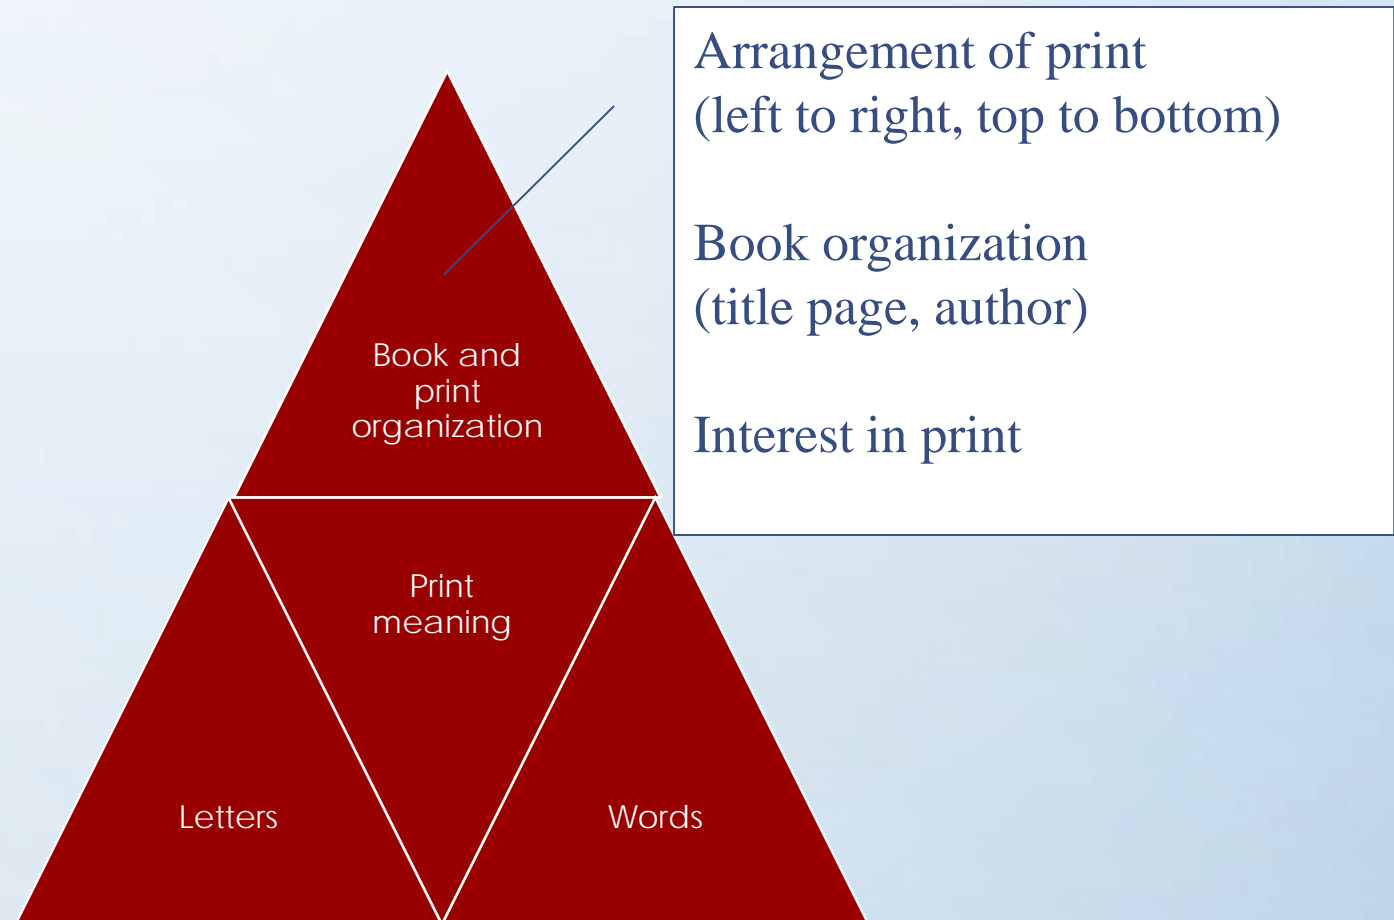 Arrangement of print
(left to right, top to bottom)
Book organization
(title page, author)
Interest in print
Book and
print
organization
Print
meaning
Letters
Words